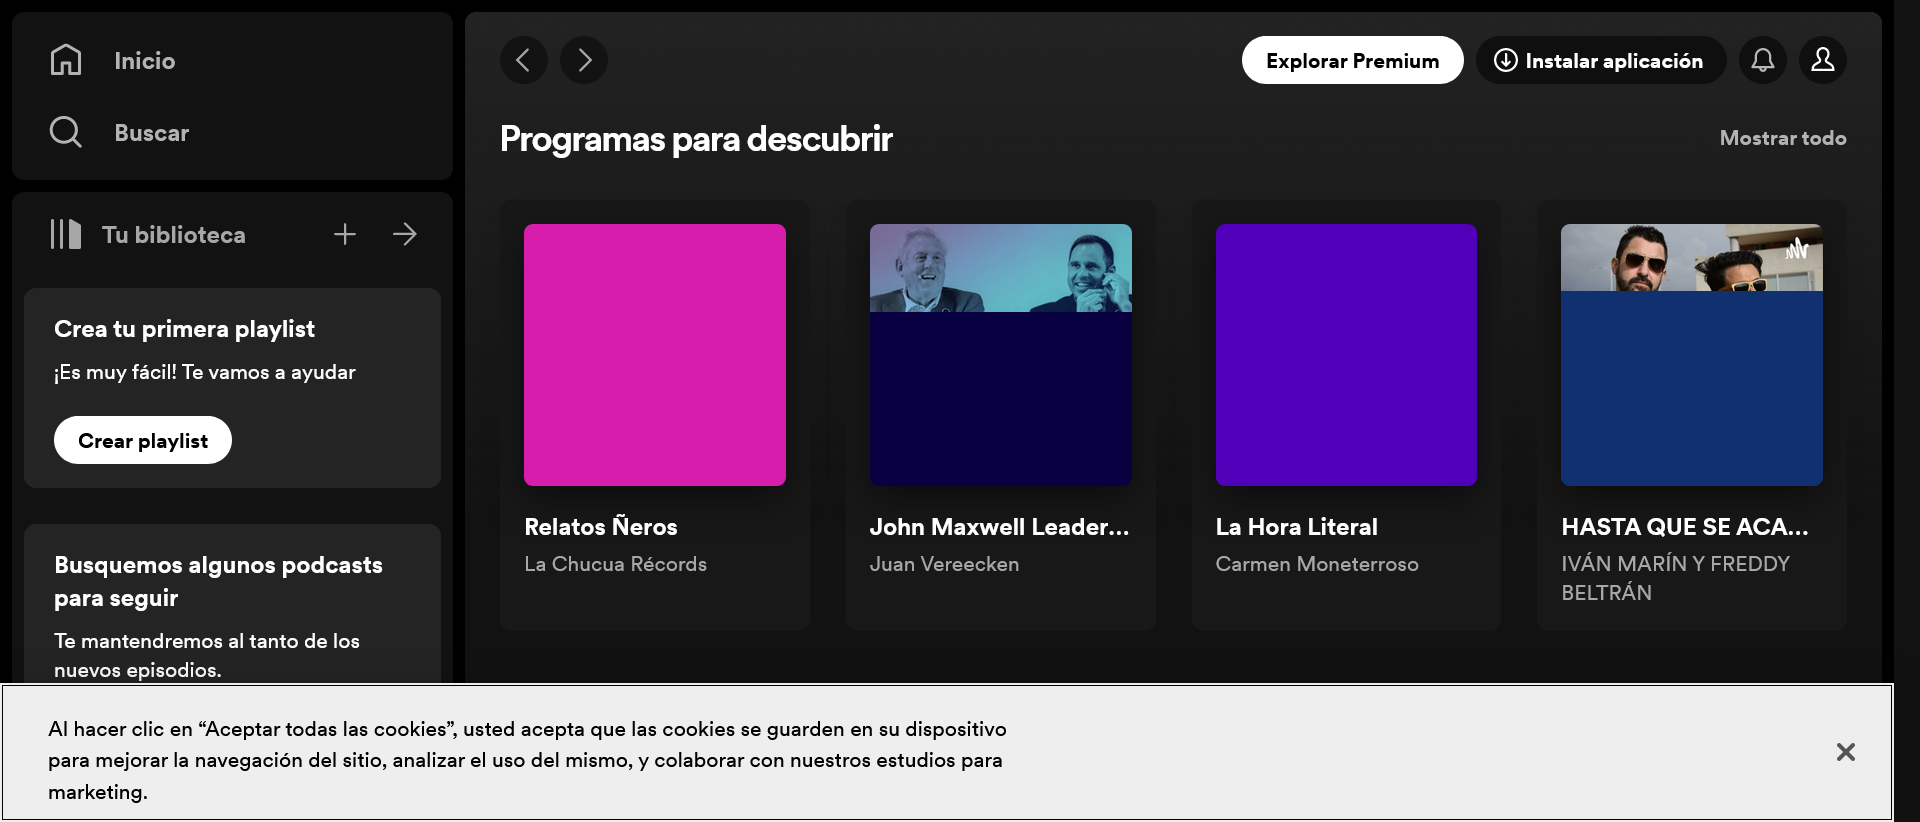 Inicio
Buscar
Tu biblioteca
Crea tu primera playlist
¡Es muy fácil! Te vamos a ayudar
Crear playlist
Busquemos algunos podcasts
para seguir
Te mantendremos al tanto de los
nuevos episodios.
Explorar Premium
Instalar aplicación
Programas para descubrir
Mostrar todo
Relatos Ñeros
La Chucua Récords
John Maxwell Leader...
Juan Vereecken
La Hora Literal
Carmen Moneterroso
HASTA QUE SE ACA...
IVÁN MARÍN Y FREDDY
BELTRÁN
Al hacer clic en “Aceptar todas las cookies”, usted acepta que las cookies se guarden en su dispositivo
para mejorar la navegación del sitio, analizar el uso del mismo, y colaborar con nuestros estudios para
marketing.